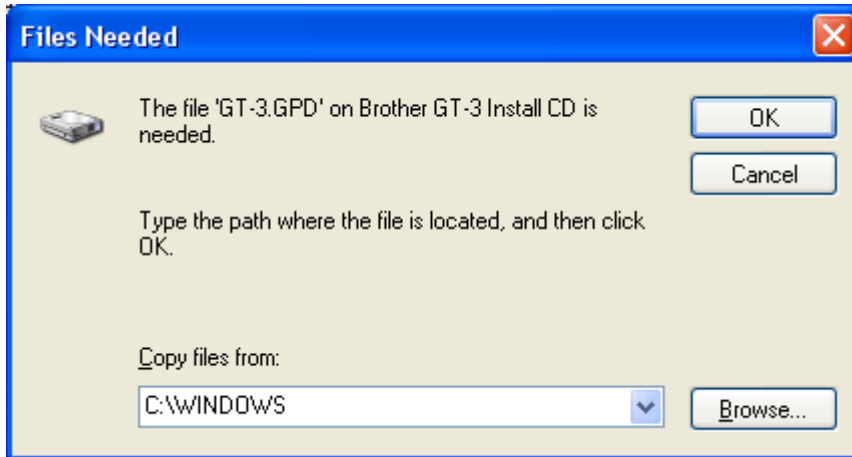 Files Needed
The file 'GT-3.GPD' on Brother GT-3 Install CD is
needed.
OK
Cancel
Type the path where the file is located, and then click
OK.
Copy files from:
C:\WINDOWS
Browse...